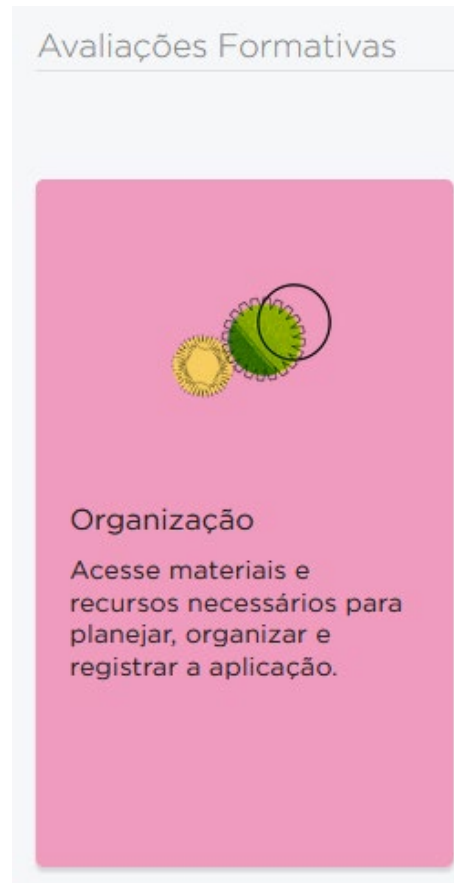 Avaliações Formativas
Organização
Acesse materiais e
recursos necessários para
planejar, organizar e
registrar a aplicação.